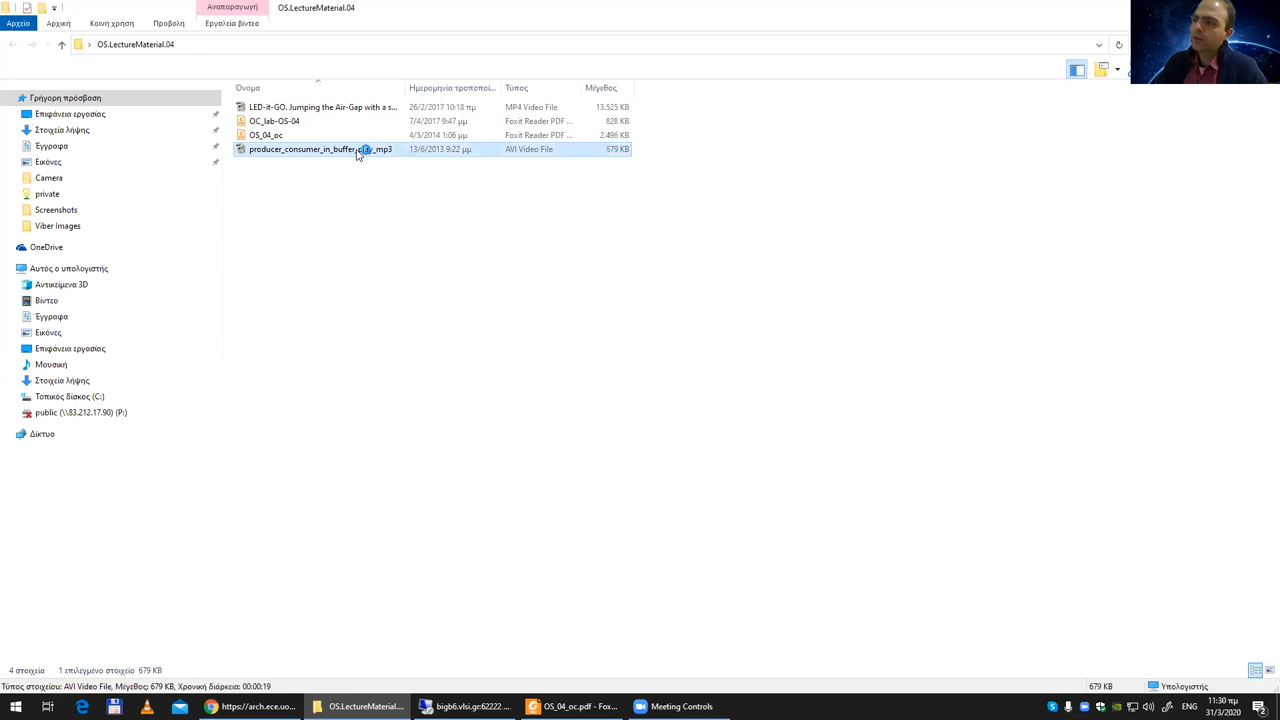 Αναπαραγωγή
OS.LectureMaterial.04
Αρχείο
Αρχική
Κοινή χρήση
Προβολή
Εργαλεία βίντεο
OS.LectureMaterial.04
Όνομα
Ημερομηνία τροποποί...
Τύπος
Μέγεθος
LED-it-GO. Jumping the Air-Gap with a s...
26/2/2017 10:18 πμ
MP4 Video File
13.525 KB
OC_lab-OS-04
7/4/2017 9:47 μμ
Foxit Reader PDF ...
828 KB
OS_04_oc
4/5/2014 1:06 μμ
Foxit Reader PDF ...
2.496 KB
13/6/2013 9:22 μμ
AVI Video File
679 KB
Γρήγορη πρόσβαση
Επιφάνεια εργασίας
Στοιχεία λήψης
Έγγραφα
Εικόνες
Camera
private
Screenshots
Viber Images
OneDrive
Αυτός ο υπολογιστής
Αντικείμενα 3D
Βίντεο
Έγγραφα
Εικόνες
Επιφάνεια εργασίας
Μουσική
Στοιχεία λήψης
Τοπικός δίσκος (C:)
public (\\83.212.17.90) (P:)
Δίκτυο
4 στοιχεία
1 επιλεγμένο στοιχείο 679 KB
Τύπος στοιχείου: AVI Video File, Μέγεθος: 679 KB, Χρονική διάρκεια: 00:00:19
679 KB
Υπολογιστής
https://arch.ece.uo...
OS.LectureMaterial....
bigb6.vlsi.gr:62222 ...
OS_04_oc.pdf - Fox...
Meeting Controls
ENG
11:30 πμ
31/3/2020
2